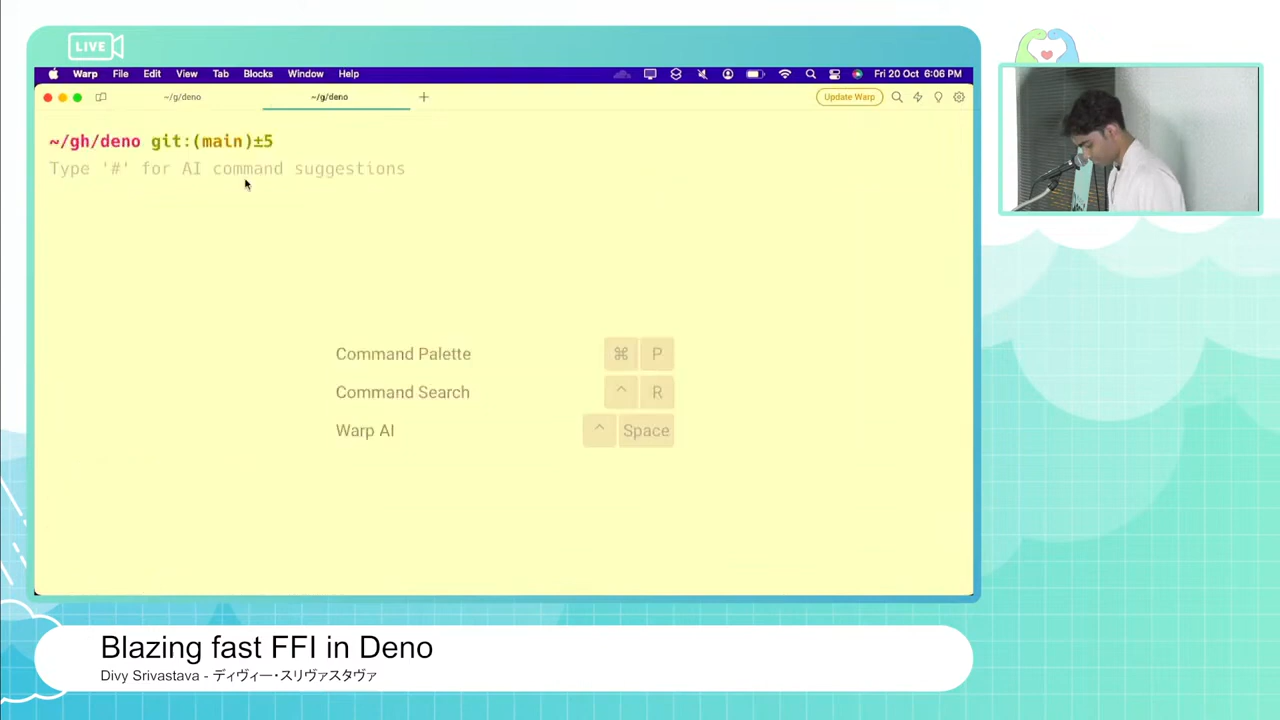 LIVE
Warp File Edit View Tab Blocks Window Help
Fri 20 Oct 6:06 PM
~/g/deno
~/g/deno
+
Update Warp
~/gh/deno git:(main)±5
Type '#' for AI command suggestions
Command Palette ⌘ P
Command Search ^ R
Warp AI ^ Space
Blazing fast FFI in Deno
Divy Srivastava - ディヴィー・スリヴァスタヴァ